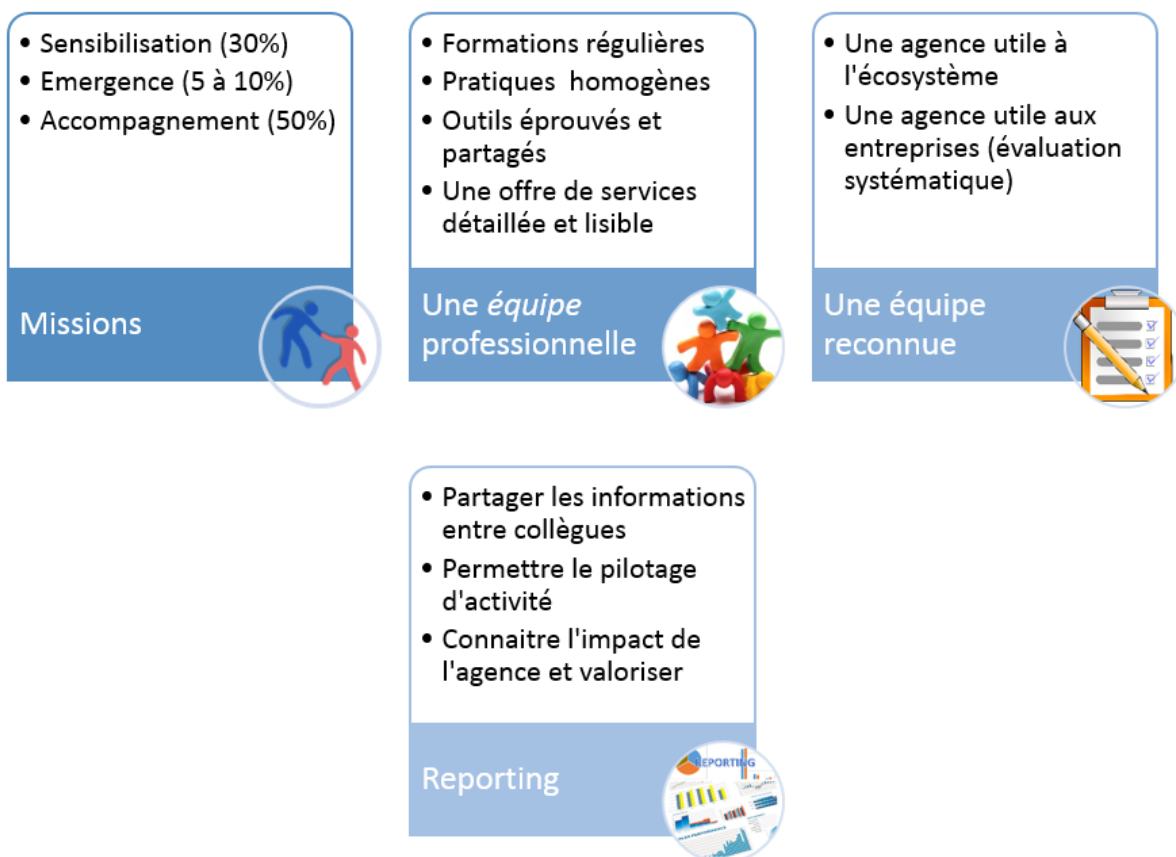 • Sensibilisation (30%)
• Emergence (5 à 10%)
• Accompagnement (50%)
Missions
• Formations régulières
• Pratiques homogènes
• Outils éprouvés et
partagés
• Une offre de services
détaillée et lisible
Une équipe
professionnelle
• Une agence utile à
l'écosystème
• Une agence utile aux
entreprises (évaluation
systématique)
Une équipe
reconnue
• Partager les informations
entre collègues
• Permettre le pilotage
d'activité
• Connaitre l'impact de
l'agence et valoriser
Reporting
REPORTING